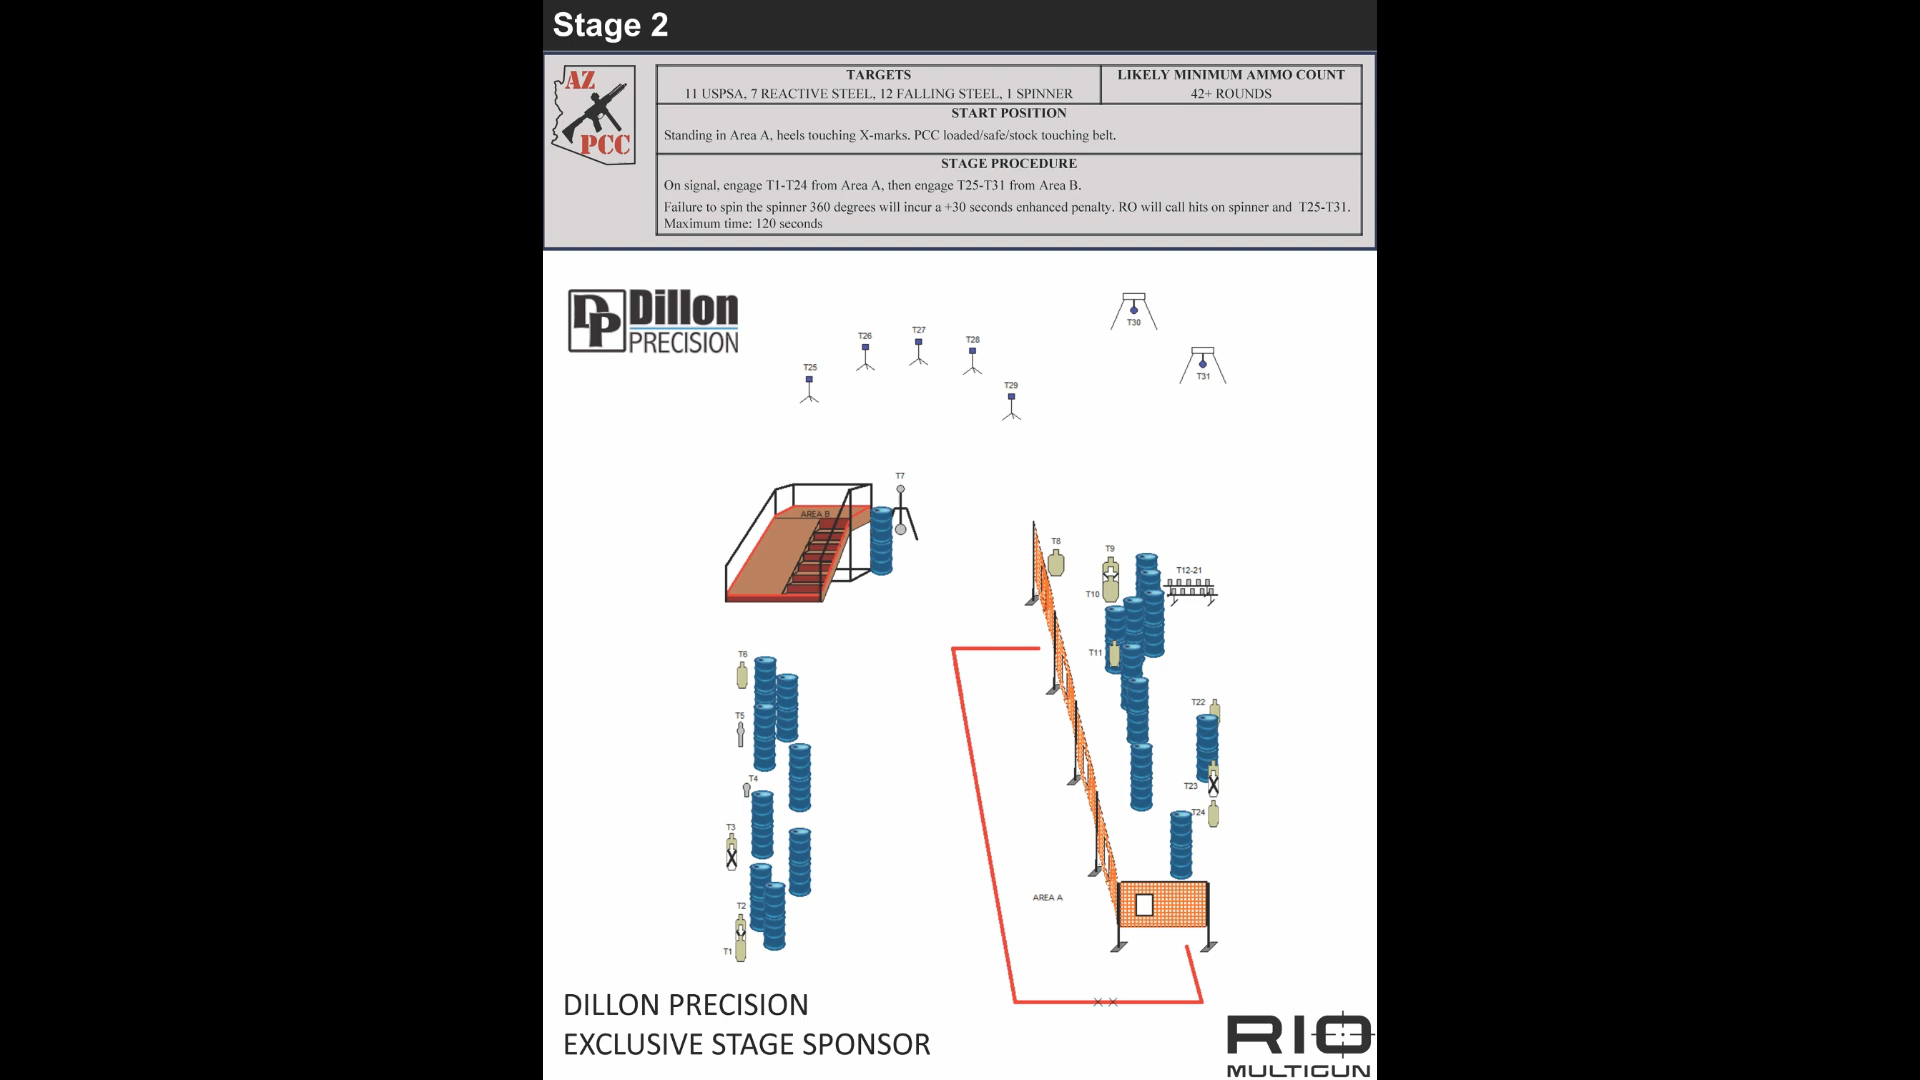 Stage 2
AZ
PCC
TARGETS
11 USPSA, 7 REACTIVE STEEL, 12 FALLING STEEL, 1 SPINNER
LIKELY MINIMUM AMMO COUNT
42+ ROUNDS
START POSITION
Standing in Area A, heels touching X-marks. PCC loaded/safe/stock touching belt.
STAGE PROCEDURE
On signal, engage T1-T24 from Area A, then engage T25-T31 from Area B.
Failure to spin the spinner 360 degrees will incur a +30 seconds enhanced penalty. RO will call hits on spinner and T25-T31.
Maximum time: 120 seconds
DP Dillon
PRECISION
T30
T27
T26
T28
T31
T25
T29
T7
AREA B
T8
T9
T12-21
T10
T11
T6
T22
T5
T4
T23
T24
T3
AREA A
T2
T1
DILLON PRECISION
EXCLUSIVE STAGE SPONSOR
RIO
MULTIGUN